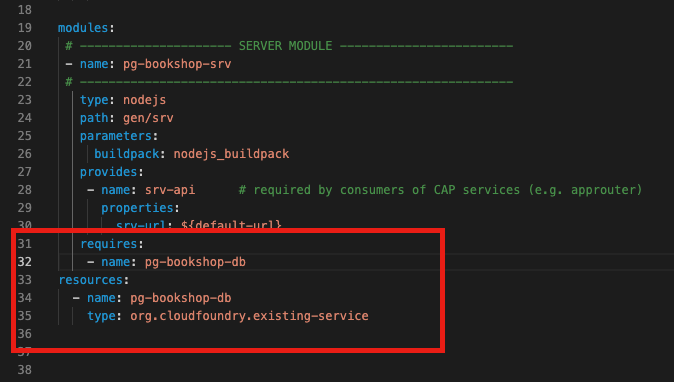 18
19 modules:
20 # --------------------- SERVER MODULE ------------------------
21 - name: pg-bookshop-srv
22 # ------------------------------------------------------------
23 type: nodejs
24 path: gen/srv
25 parameters:
26 buildpack: nodejs_buildpack
27 provides:
28 - name: srv-api # required by consumers of CAP services (e.g. approuter)
29 properties:
30 srv-url: ${default-url}
31 requires:
32 - name: pg-bookshop-db
33 resources:
34 - name: pg-bookshop-db
35 type: org.cloudfoundry.existing-service
36
37
38